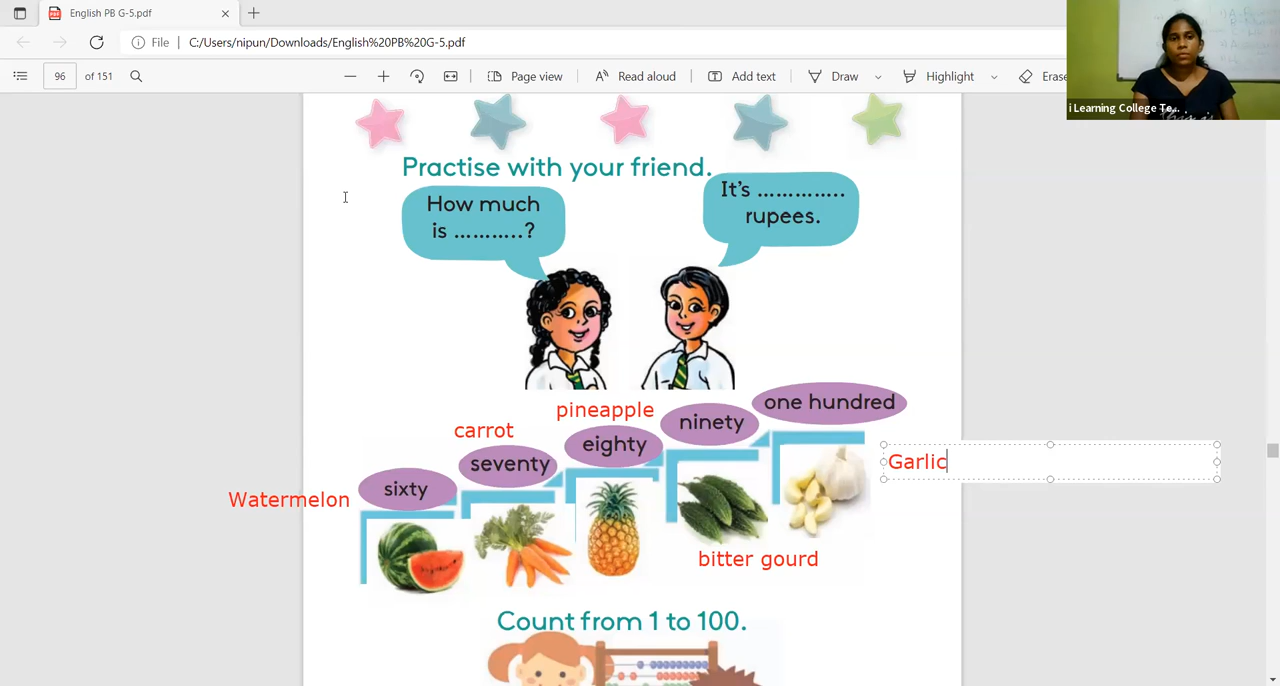 English PB G-5.pdf
File | C:/Users/nipun/Downloads/English%20PB%20G-5.pdf
96 of 151
Page view
Read aloud
Add text
Draw
Highlight
Erase
i Learning College Te...
Practise with your friend.
How much
is ...........?
It's ..............
rupees.
one hundred
pineapple
ninety
carrot
eighty
seventy
Garlic
sixty
Watermelon
bitter gourd
Count from 1 to 100.